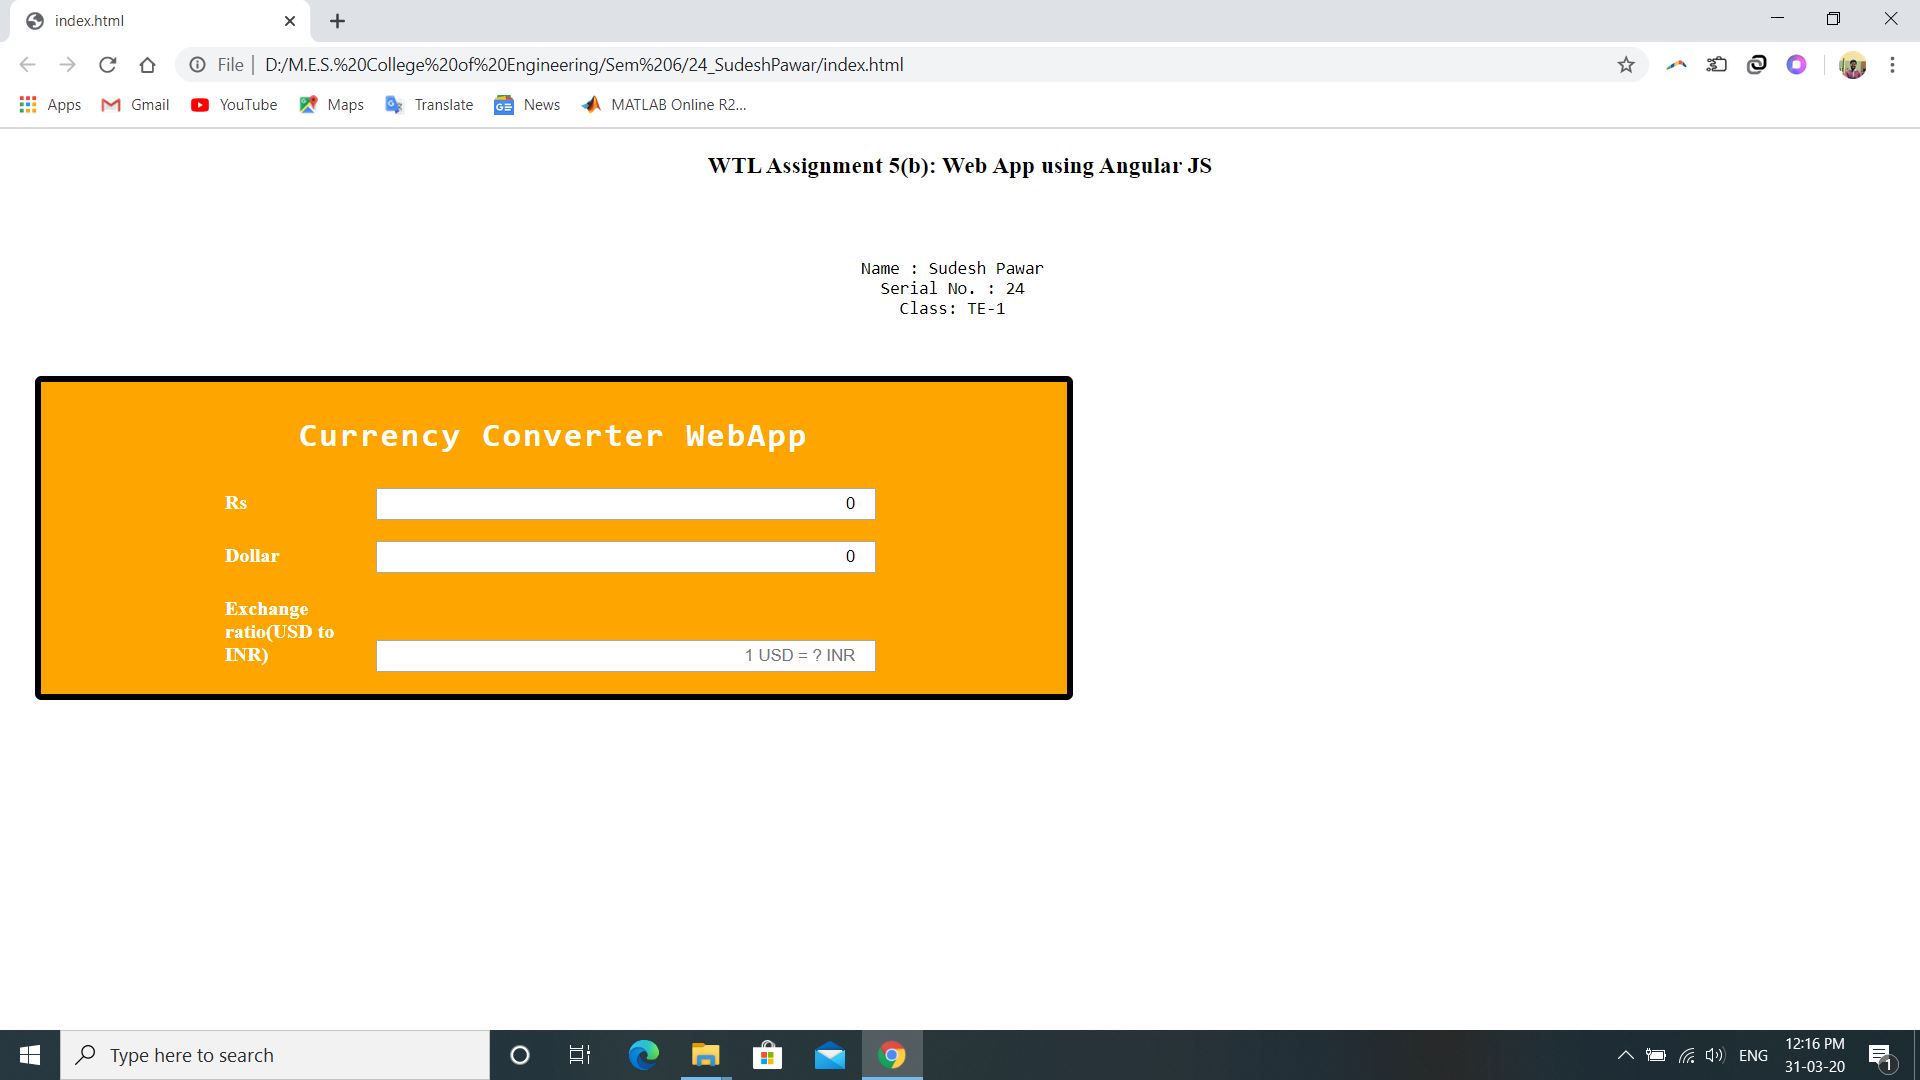 index.html
File
D:/M.E.S.%20College%20of%20Engineering/Sem%206/24_SudeshPawar/index.html
Apps
Gmail
YouTube
Maps
Translate
News
MATLAB Online R2...
WTL Assignment 5(b): Web App using Angular JS
Name : Sudesh Pawar
Serial No. : 24
Class: TE-1
Currency Converter WebApp
Rs
0
Dollar
0
Exchange
ratio(USD to
INR)
1 USD = ? INR
Type here to search
ENG
12:16 PM
31-03-20
1